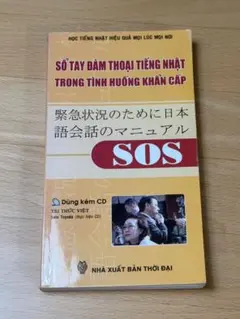 HỌC TIẾNG NHẬT HIỆU QUẢ MỌI LÚC MỌI NƠI
SỔ TAY ĐÀM THOẠI TIẾNG NHẬT
TRONG TÌNH HUỐNG KHẨN CẤP
緊急状況のために日本
語会話のマニュアル
SOS
Dùng kèm CD
TRI THỨC VIỆT
tuyển
NHÀ XUẤT BẢN THỜI ĐẠI